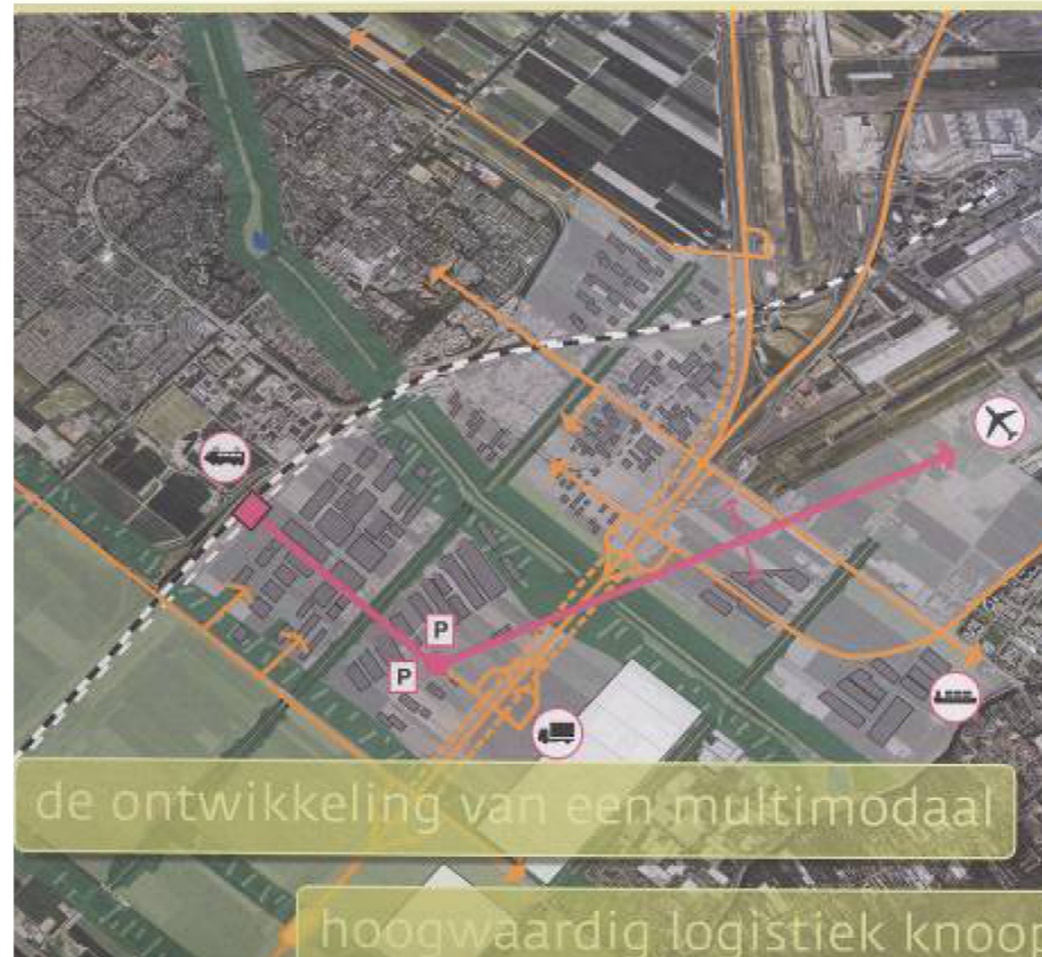 P
P
de ontwikkeling van een multimodaal
hoogwaardig logistiek knoop